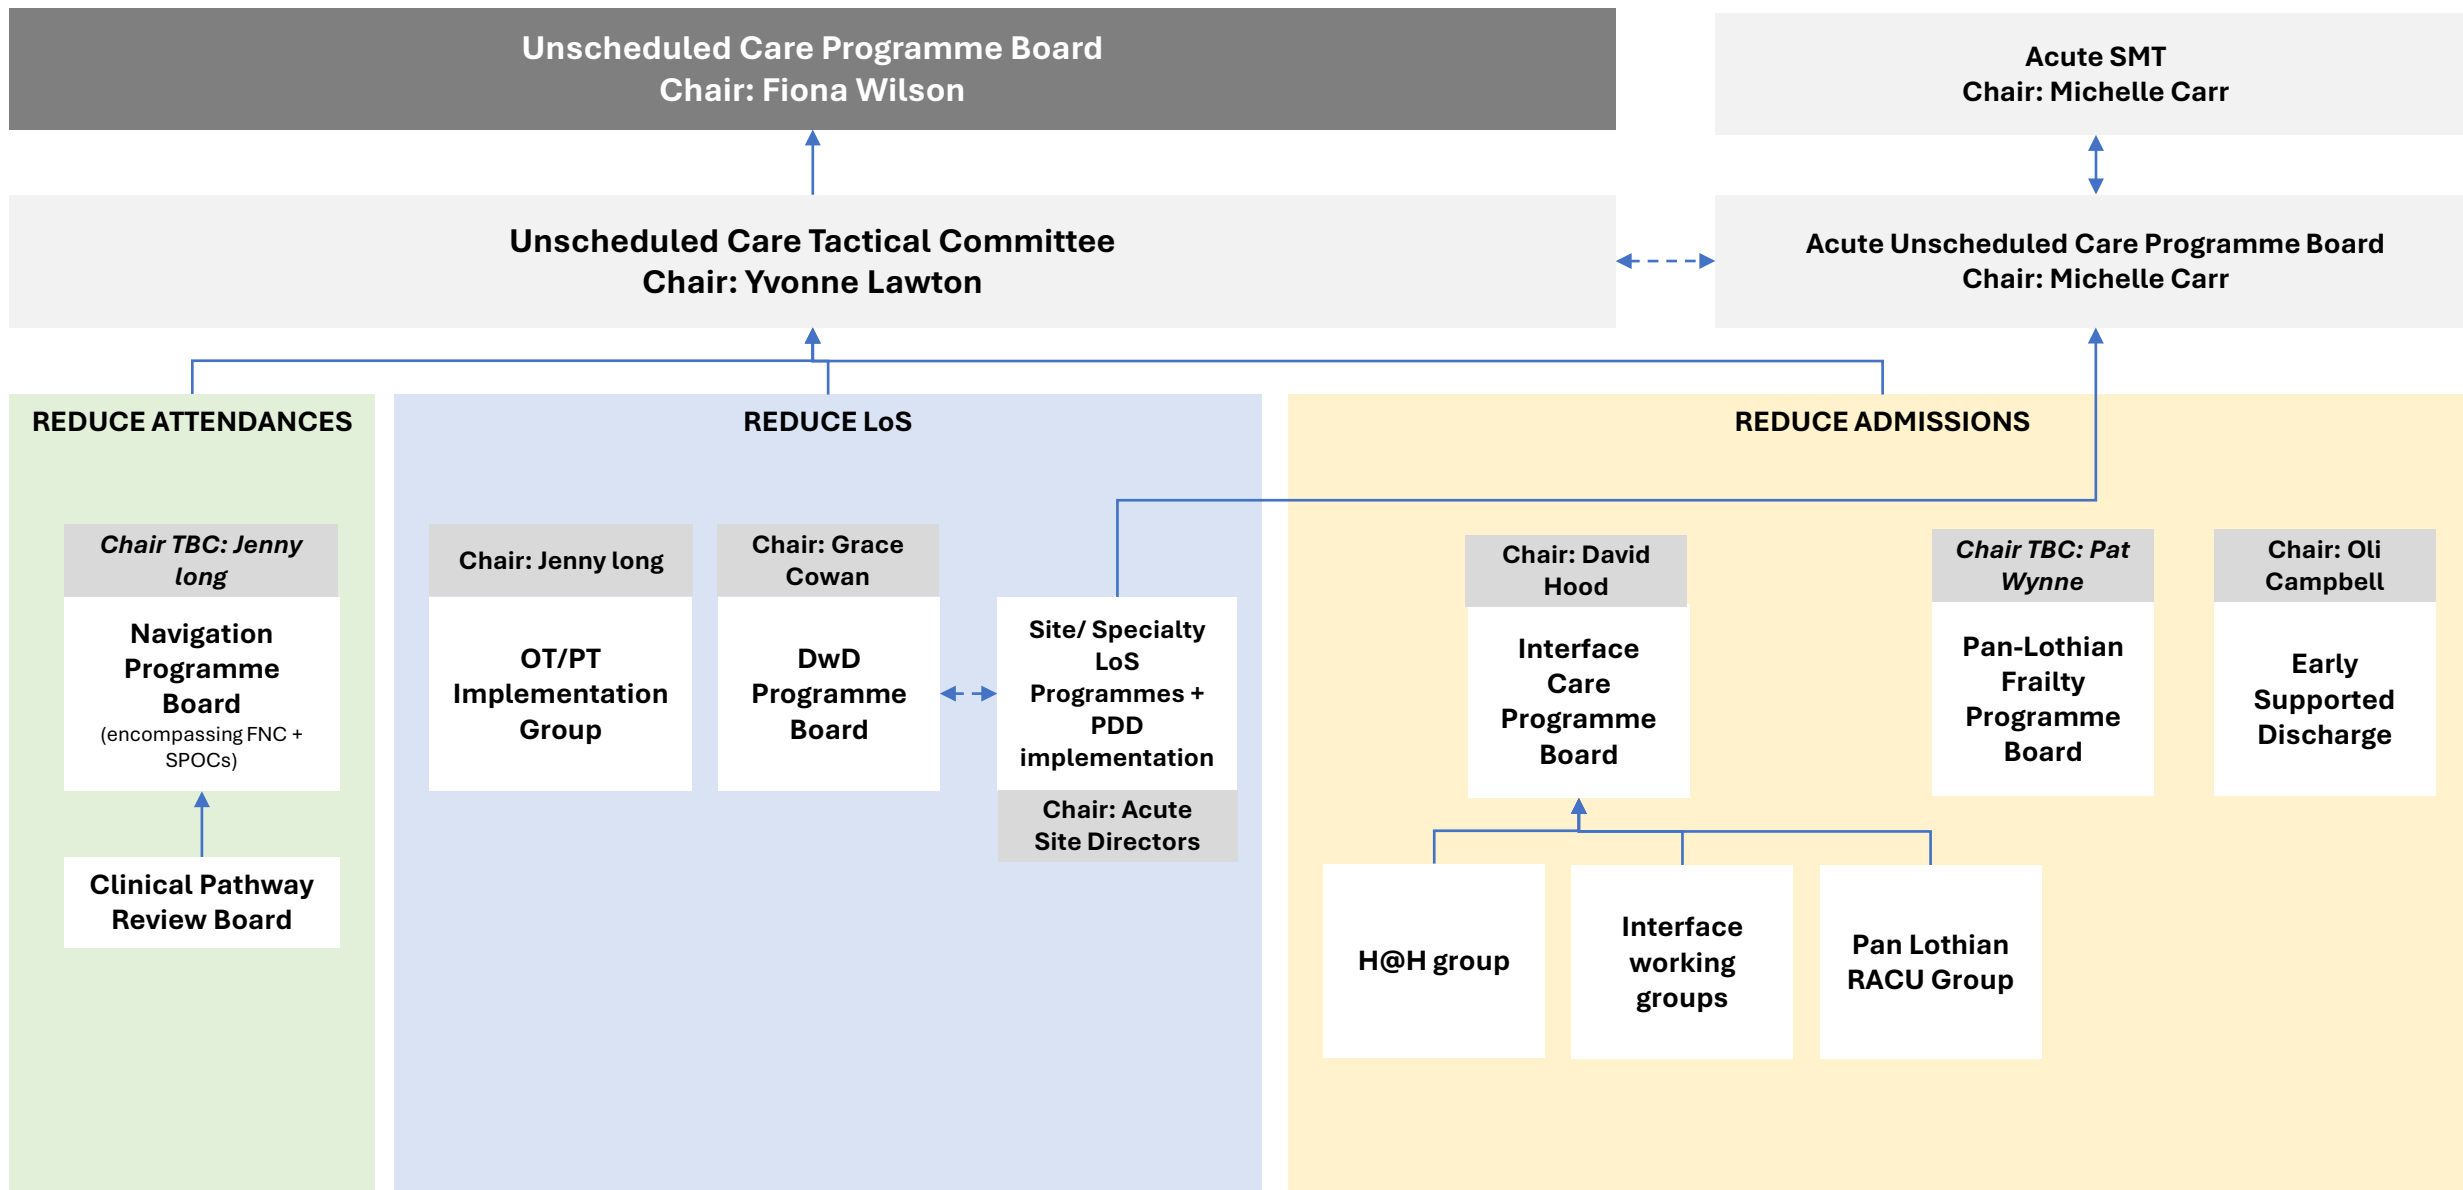 Unscheduled Care Programme Board
Chair: Fiona Wilson
Acute SMT
Chair: Michelle Carr
Unscheduled Care Tactical Committee
Chair: Yvonne Lawton
Acute Unscheduled Care Programme Board
Chair: Michelle Carr
REDUCE ATTENDANCES
Chair TBC: Jenny
long
Navigation
Programme
Board
(encompassing FNC +
SPOCs)
Clinical Pathway
Review Board
REDUCE LoS
Chair: Jenny long
OT/PT
Implementation
Group
Chair: Grace
Cowan
DwD
Programme
Board
Site/ Specialty
LoS
Programmes +
PDD
implementation
Chair: Acute
Site Directors
REDUCE ADMISSIONS
Chair: David
Hood
Interface
Care
Programme
Board
Chair TBC: Pat
Wynne
Pan-Lothian
Frailty
Programme
Board
Chair: Oli
Campbell
Early
Supported
Discharge
H@H group
Interface
working
groups
Pan Lothian
RACU Group